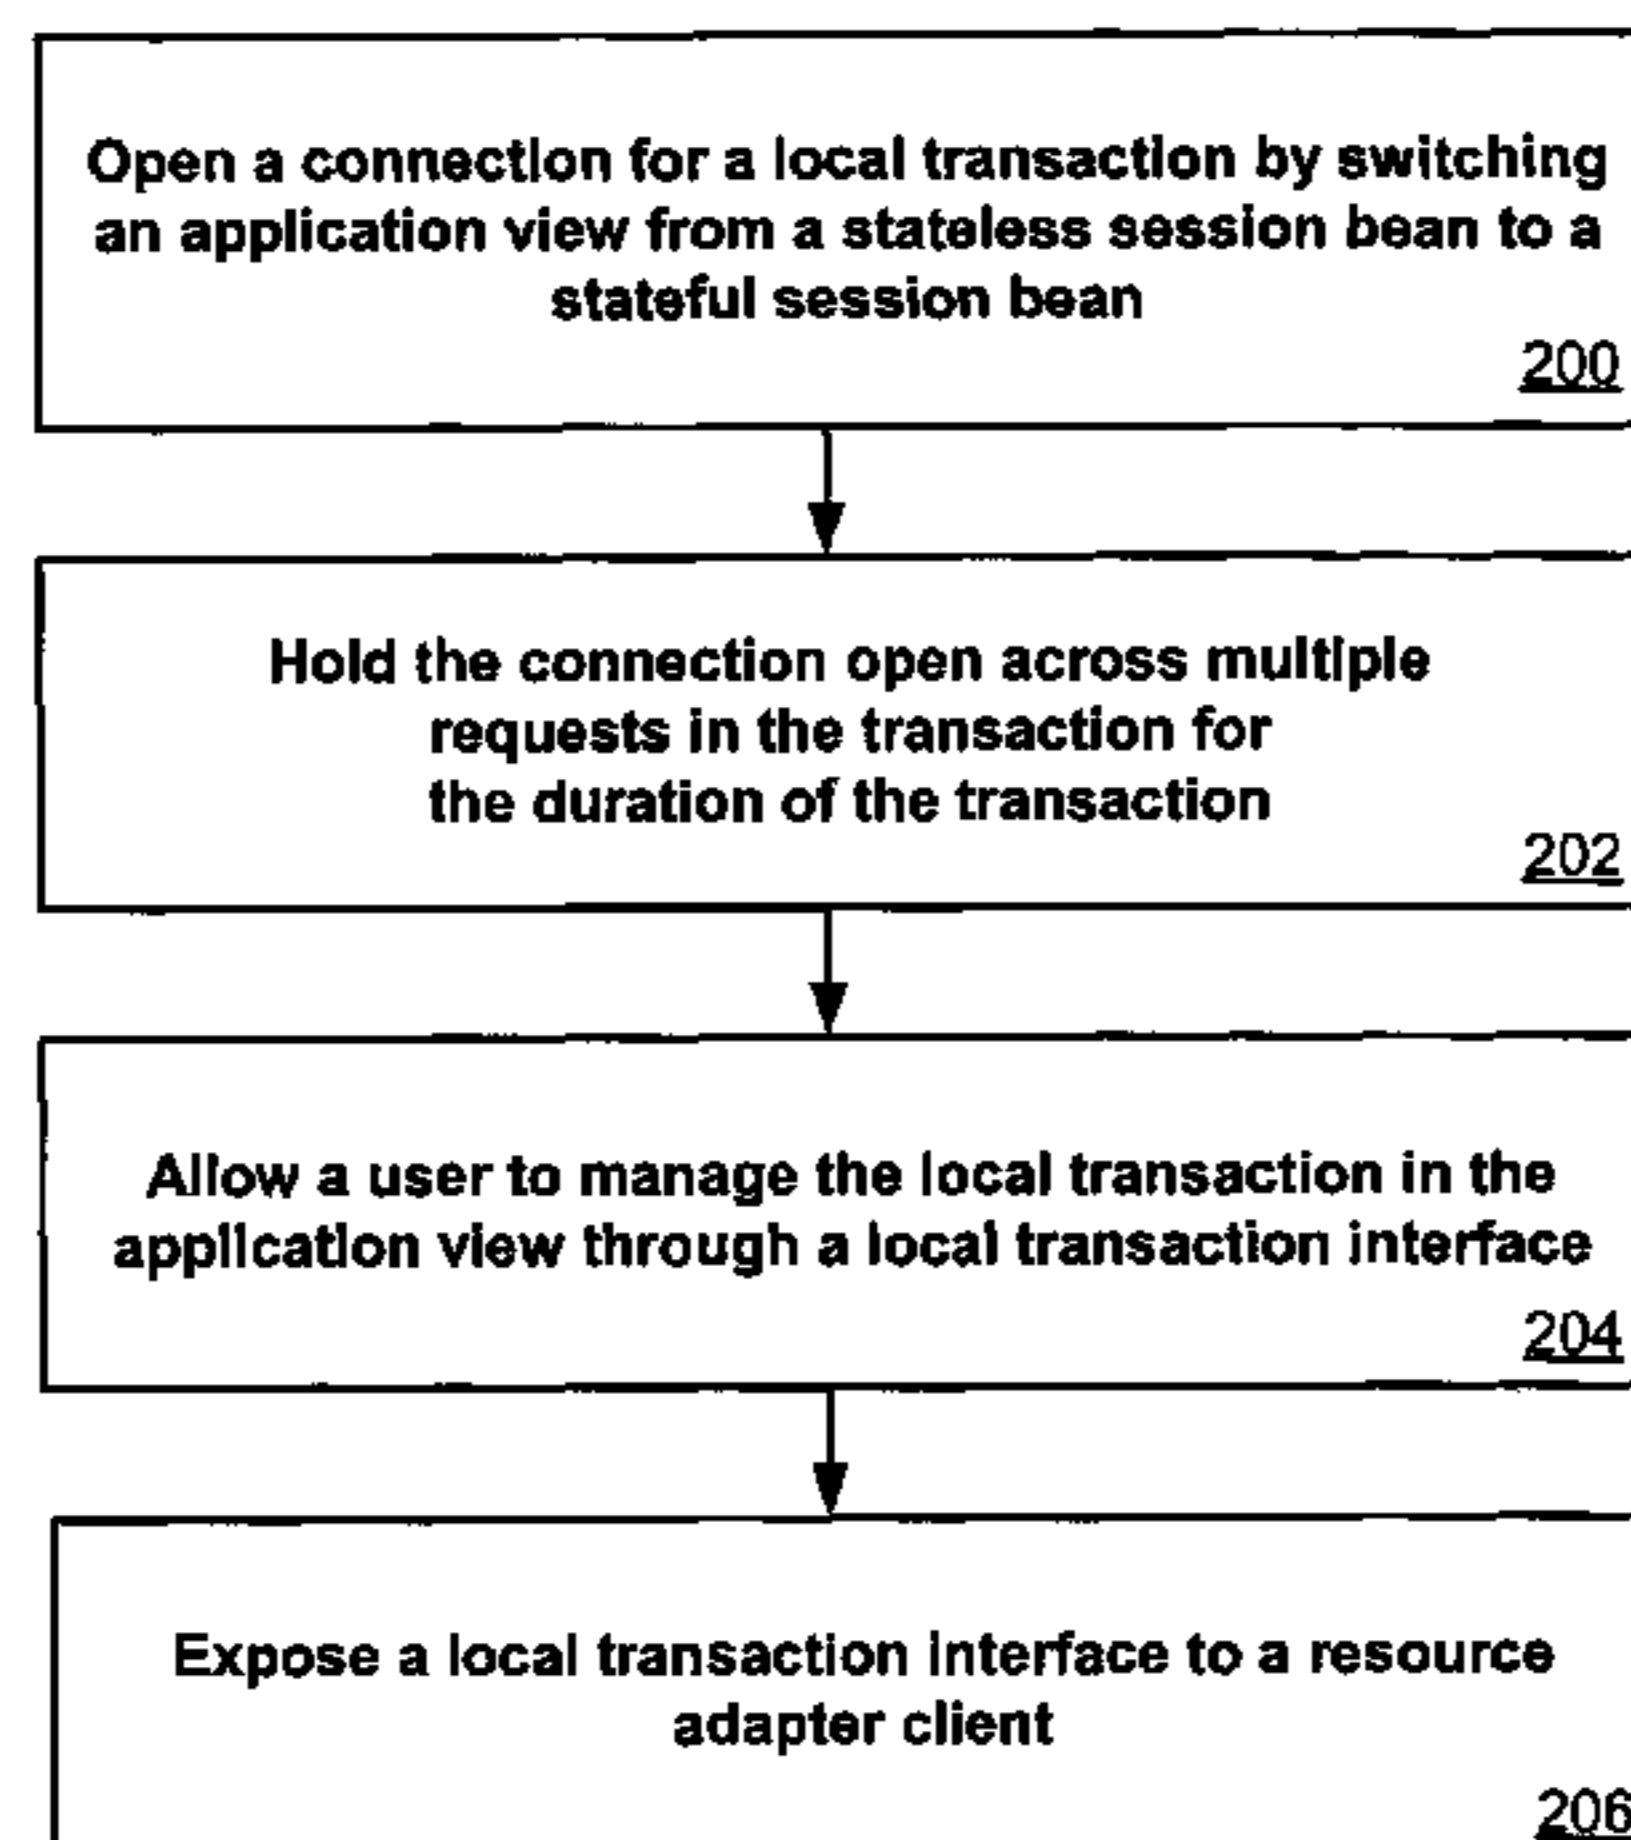 Open a connection for a local transaction by switching
an application view from a stateless session bean to a
stateful session bean
200
Hold the connection open across multiple
requests in the transaction for
the duration of the transaction
202
Allow a user to manage the local transaction in the
application view through a local transaction interface
204
Expose a local transaction interface to a resource
adapter client
206